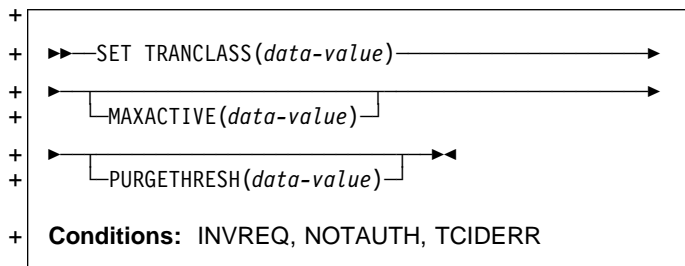 +
+ ►►──SET TRANCLASS(data-value)──────────────────►
+ ►──┬───────────────────────┬──────────────────►
+    └─MAXACTIVE(data-value)─┘
+ ►──┬─────────────────────────┬──►◄
+    └─PURGETHRESH(data-value)─┘
+ Conditions: INVREQ, NOTAUTH, TCIDERR